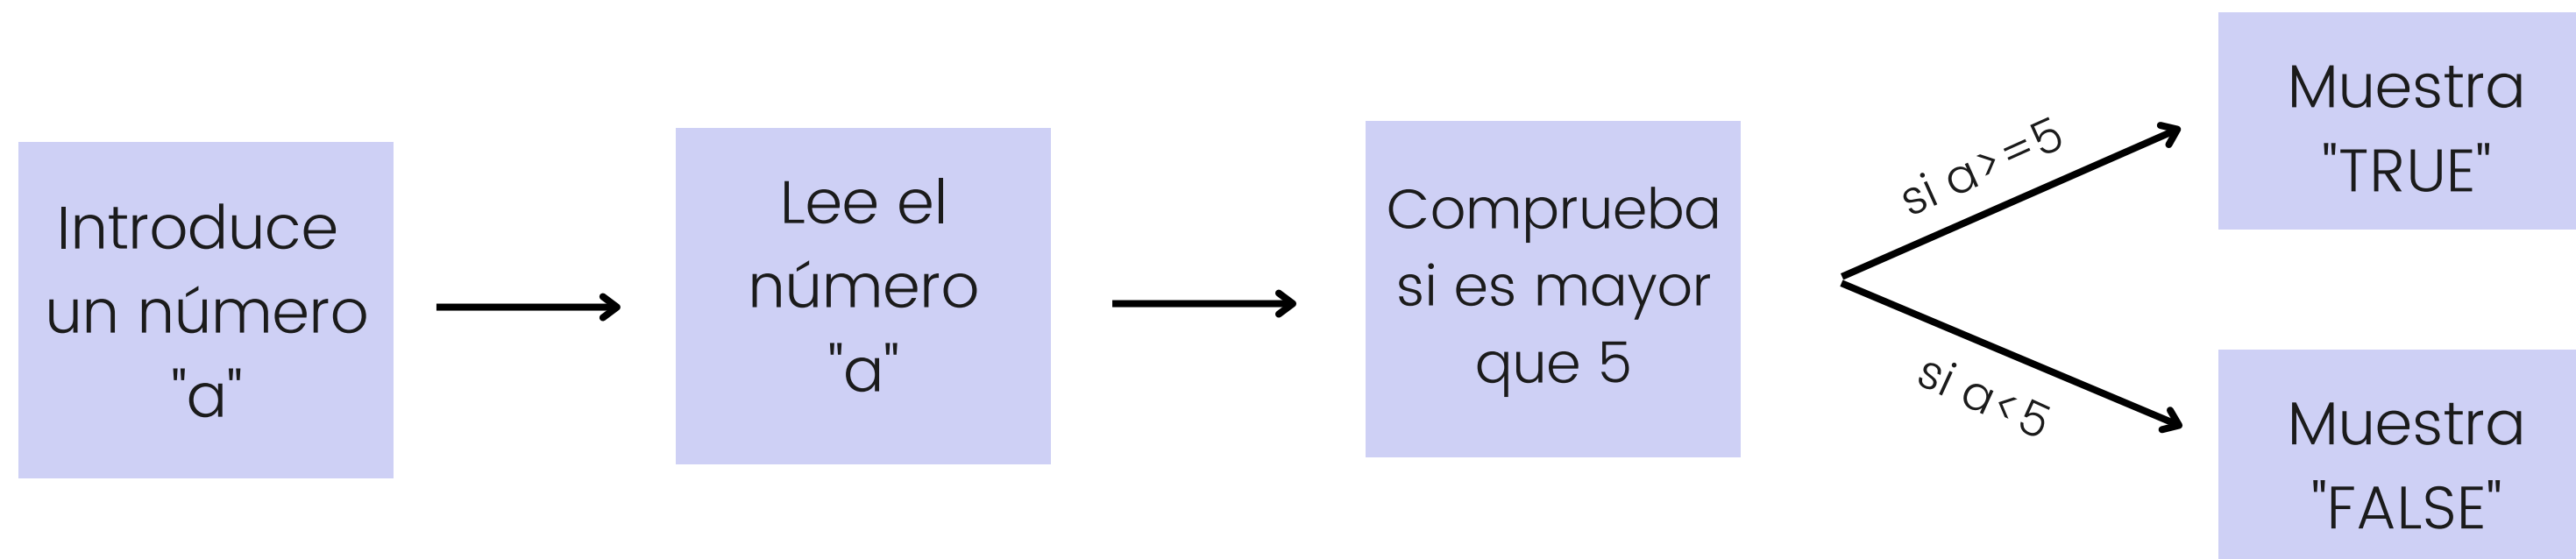 Introduce
un número
"a"
Lee el
número
"a"
Comprueba
si es mayor
que 5
si a>=5
Muestra
"TRUE"
si a<5
Muestra
"FALSE"